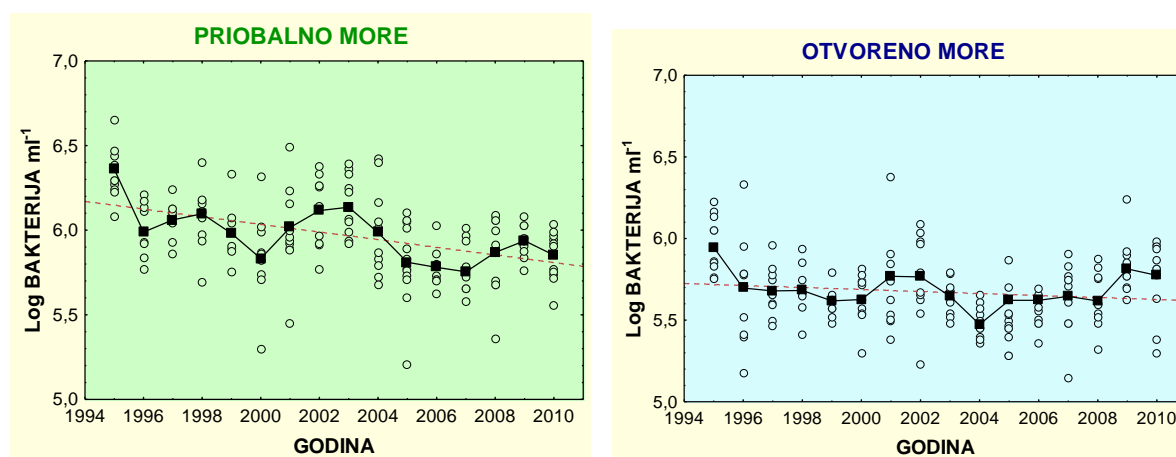 PRIOBALNO MORE
7,0
6,5
6,0
5,5
5,0
Log BAKTERIJA ml-1
1994 1996 1998 2000 2002 2004 2006 2008 2010
GODINA
OTVORENO MORE
7,0
6,5
6,0
5,5
5,0
Log BAKTERIJA ml-1
1994 1996 1998 2000 2002 2004 2006 2008 2010
GODINA